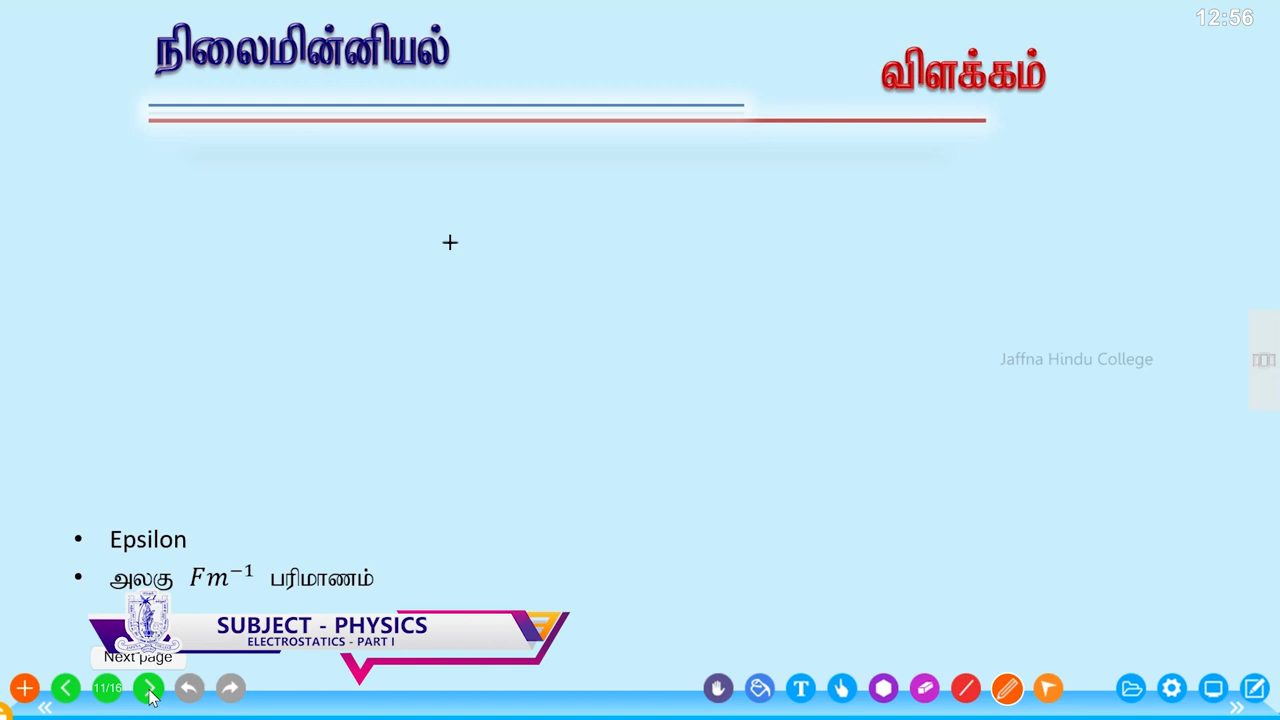 12:56
நிலைமின்னியல்
விளக்கம்
Jaffna Hindu College
• Epsilon
• அலகு Fm⁻¹ பரிமாணம்
SUBJECT - PHYSICS
ELECTROSTATICS - PART I
Next page
11/16